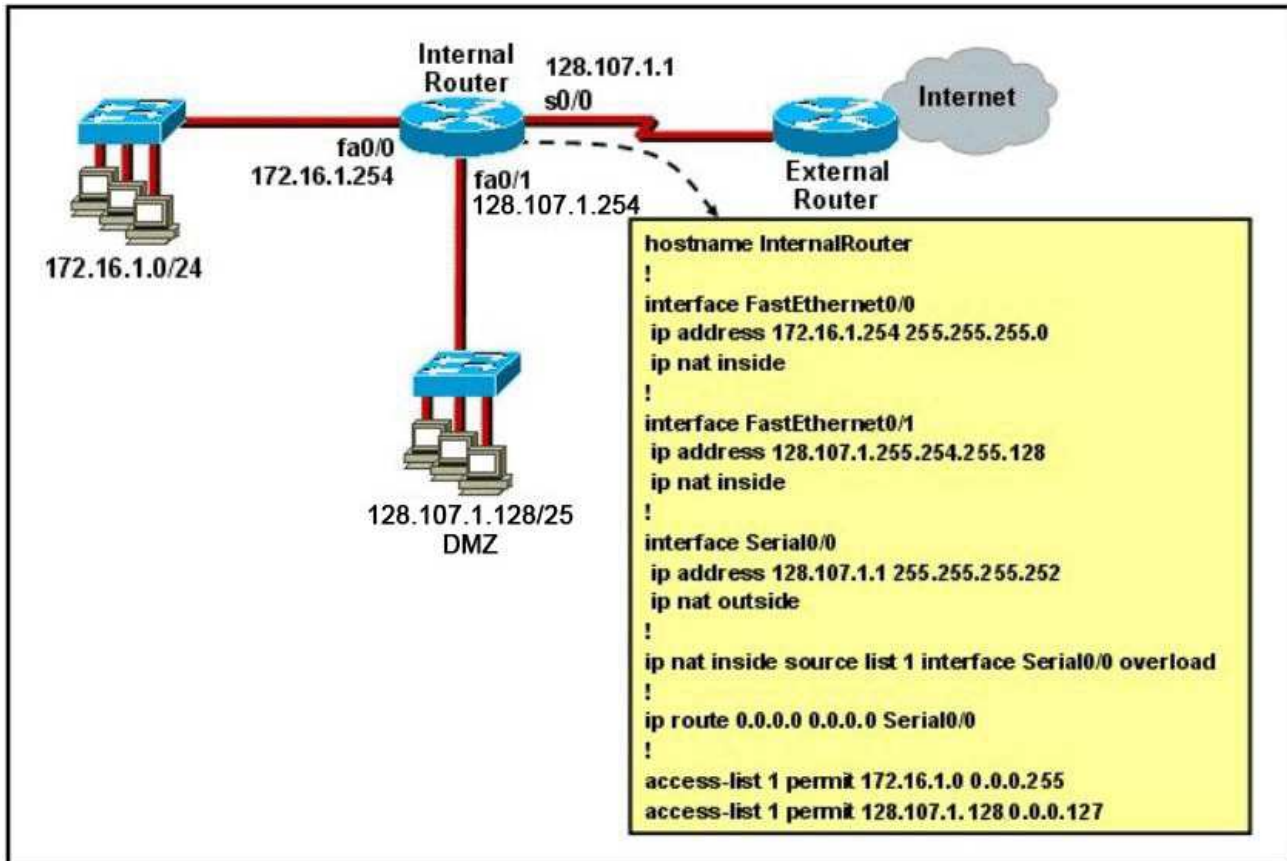 Internal
Router
128.107.1.1
s0/0
Internet
fa0/0
172.16.1.254
fa0/1
128.107.1.254
External
Router
172.16.1.0/24
128.107.1.128/25
DMZ
hostname InternalRouter
!
interface FastEthernet0/0
ip address 172.16.1.254 255.255.255.0
ip nat inside
!
interface FastEthernet0/1
ip address 128.107.1.255.254.255.128
ip nat inside
!
interface Serial0/0
ip address 128.107.1.1 255.255.255.252
ip nat outside
!
ip nat inside source list 1 interface Serial0/0 overload
!
ip route 0.0.0.0 0.0.0.0 Serial0/0
!
access-list 1 permit 172.16.1.0 0.0.0.255
access-list 1 permit 128.107.1.128 0.0.0.127